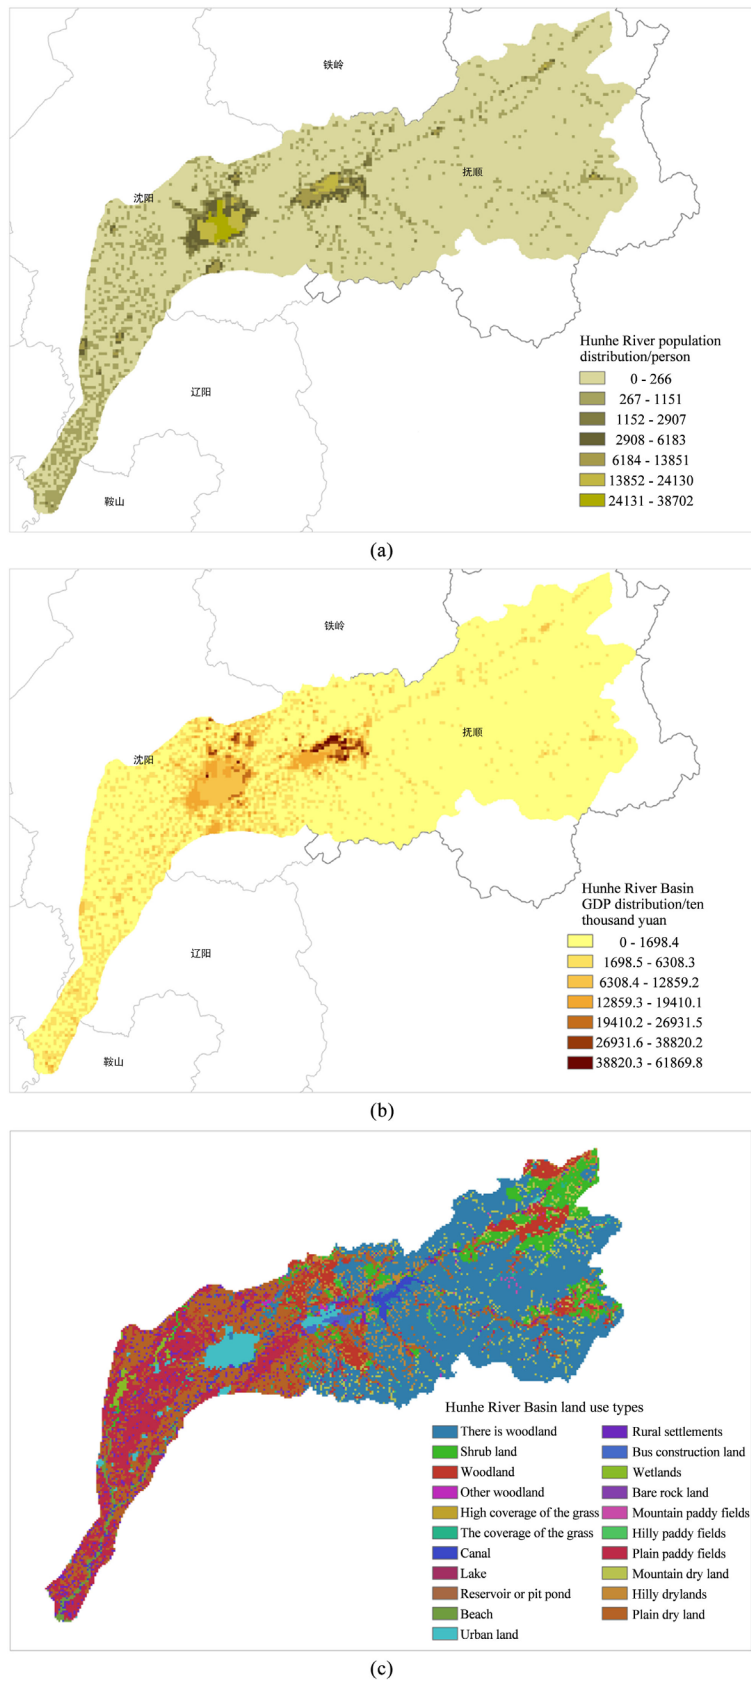 铁岭
沈阳
抚顺
辽阳
鞍山
Hunhe River population
distribution/person
0 - 266
267 - 1151
1152 - 2907
2908 - 6183
6184 - 13851
13852 - 24130
24131 - 38702
(a)
铁岭
沈阳
抚顺
辽阳
鞍山
Hunhe River Basin
GDP distribution/ten
thousand yuan
0 - 1698.4
1698.5 - 6308.3
6308.4 - 12859.2
12859.3 - 19410.1
19410.2 - 26931.5
26931.6 - 38820.2
38820.3 - 61869.8
(b)
Hunhe River Basin land use types
There is woodland
Shrub land
Woodland
Other woodland
High coverage of the grass
The coverage of the grass
Canal
Lake
Reservoir or pit pond
Beach
Urban land
Rural settlements
Bus construction land
Wetlands
Bare rock land
Mountain paddy fields
Hilly paddy fields
Plain paddy fields
Mountain dry land
Hilly drylands
Plain dry land
(c)